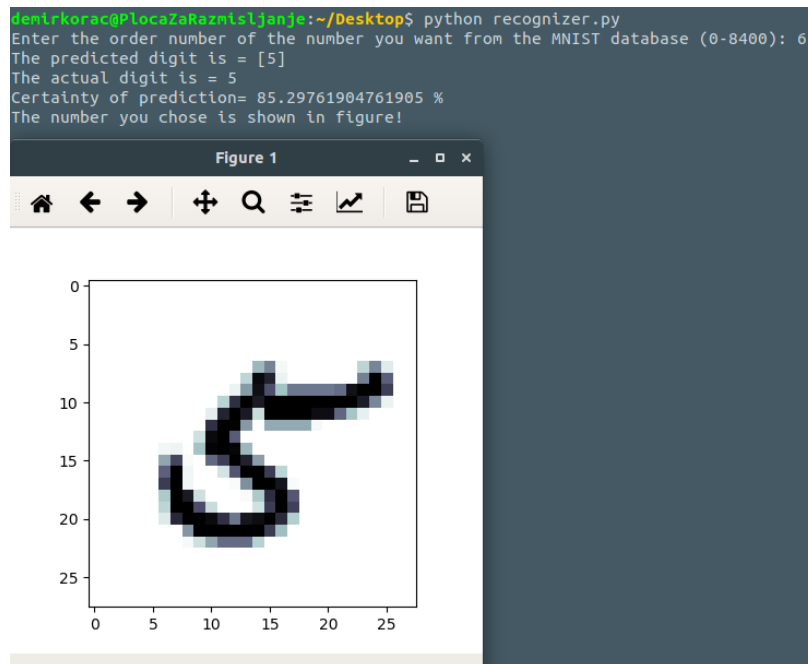 demirkorac@PlocaZaRazmisljanje:~/Desktop$ python recognizer.py
Enter the order number of the number you want from the MNIST database (0-8400): 6
The predicted digit is = [5]
The actual digit is = 5
Certainty of prediction= 85.29761904761905 %
The number you chose is shown in figure!
Figure 1
0
5
10
15
20
25
0 5 10 15 20 25
5